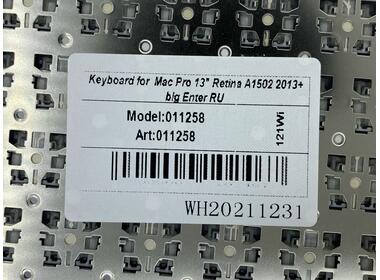 Keyboard for Mac Pro 13" Retina A1502 2013+
big Enter RU
Model:011258
Art:011258
121Wi
WH20211231